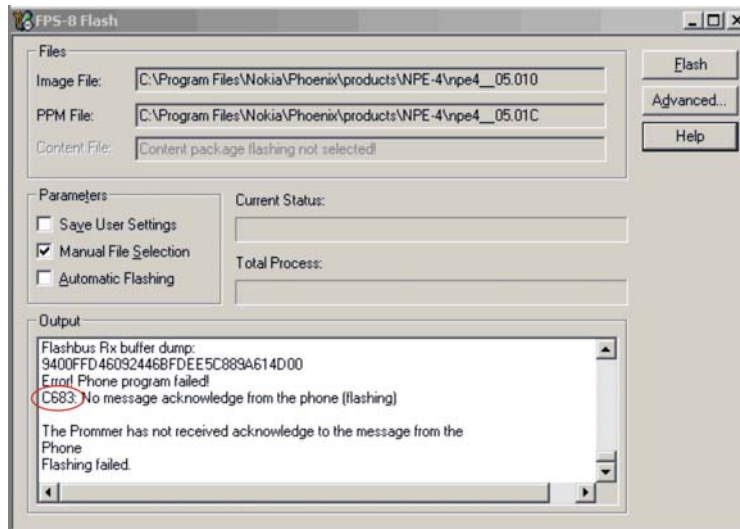 FPS-8 Flash
Files
Image File: C:\Program Files\Nokia\Phoenix\products\NPE-4\npe4__05.010
PPM File: C:\Program Files\Nokia\Phoenix\products\NPE-4\npe4__05.01C
Content File: Content package flashing not selected!
Flash
Advanced...
Help
Parameters
Save User Settings
Manual File Selection
Automatic Flashing
Current Status:
Total Process:
Output
Flashbus Rx buffer dump:
9400FFD46092446BFDEE5C889A614D00
Error! Phone program failed!
C683: No message acknowledge from the phone (flashing)
The Prommer has not received acknowledge to the message from the
Phone
Flashing failed.